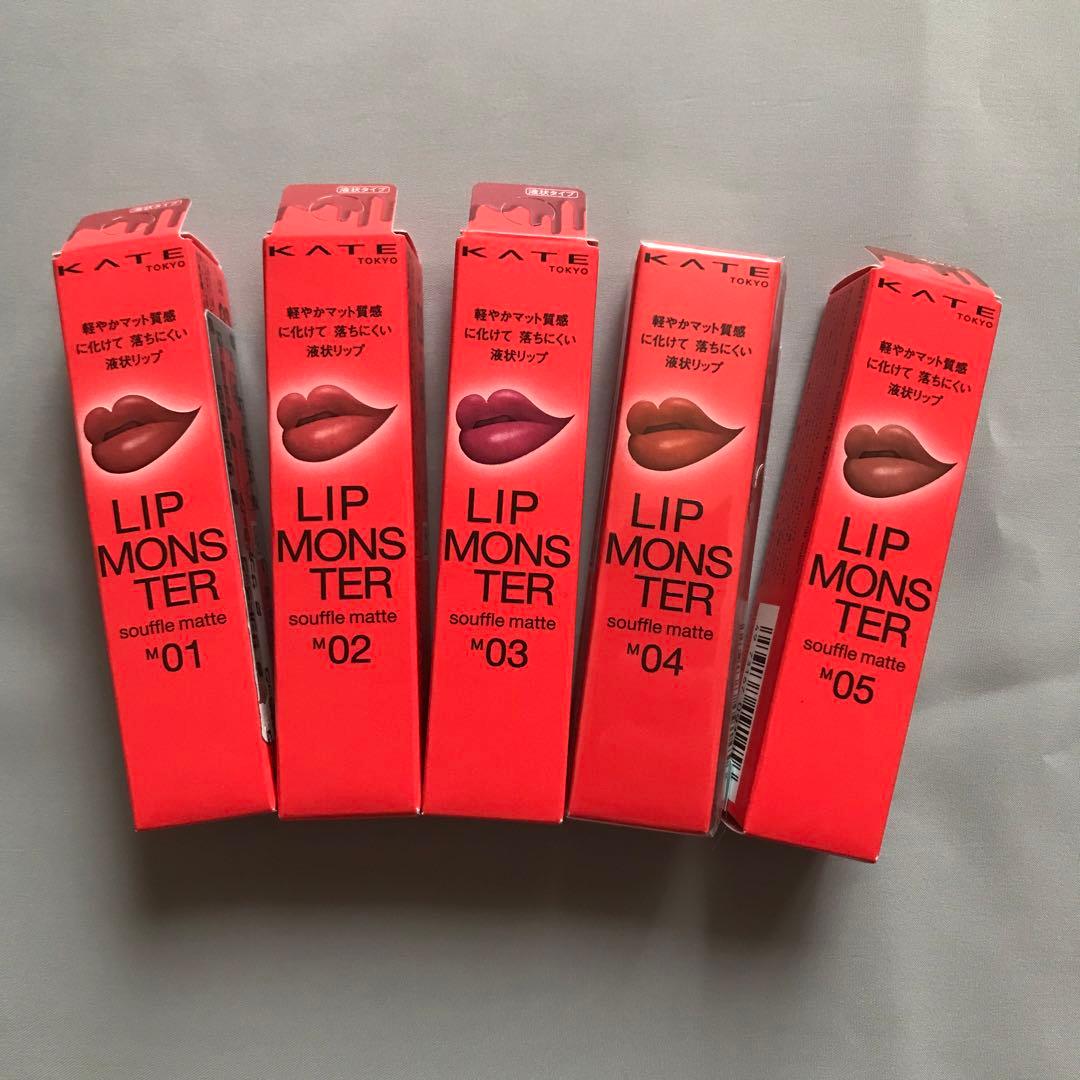 KATE
TOKYO
軽やかマット質感
に化けて 落ちにくい
液状リップ
LIP
MONS
TER
souffle matte
M01
液状タイプ
KATE
TOKYO
軽やかマット質感
に化けて 落ちにくい
液状リップ
LIP
MONS
TER
souffle matte
M02
液状タイプ
KATE
TOKYO
軽やかマット質感
に化けて 落ちにくい
液状リップ
LIP
MONS
TER
souffle matte
M03
KATE
TOKYO
軽やかマット質感
に化けて 落ちにくい
液状リップ
LIP
MONS
TER
souffle matte
M04
KATE
TOKYO
軽やかマット質感
に化けて 落ちにくい
液状リップ
LIP
MONS
TER
souffle matte
M05